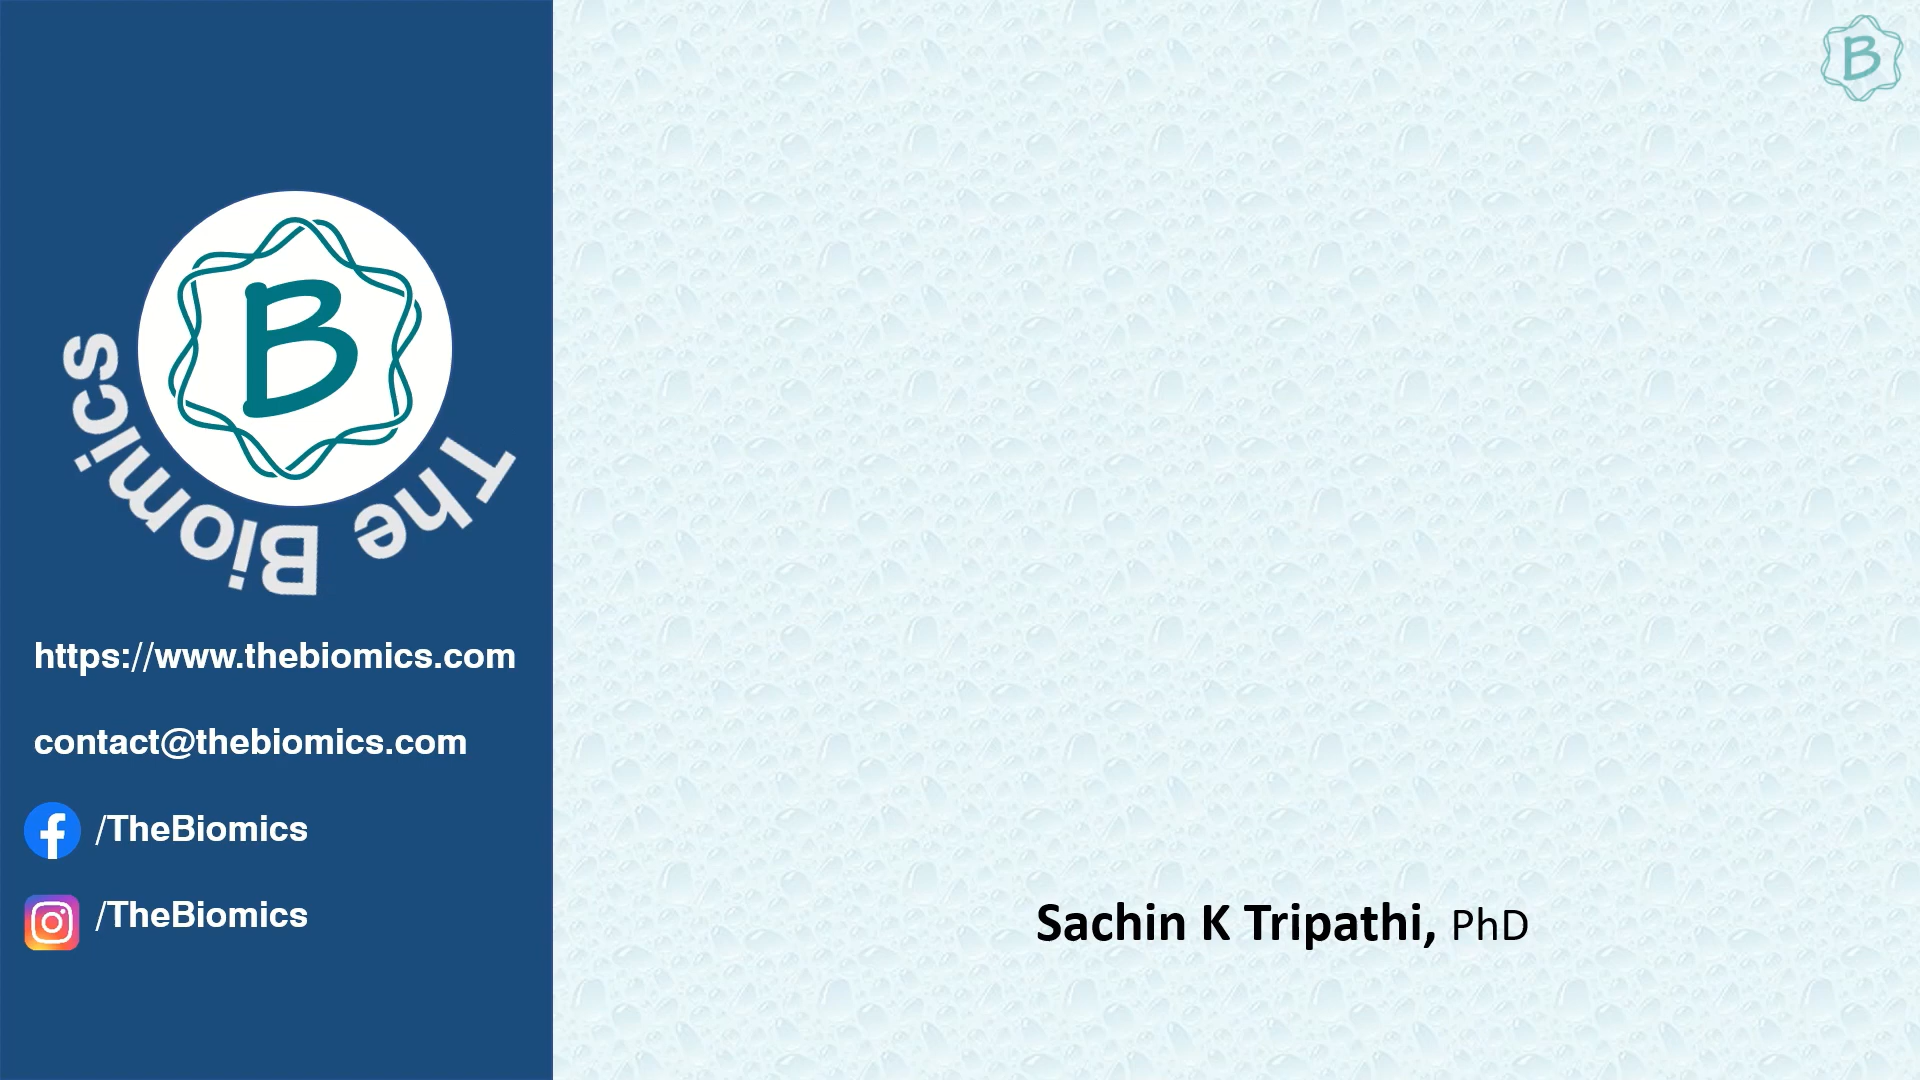 B
The Biomics
https://www.thebiomics.com
contact@thebiomics.com
/TheBiomics
/TheBiomics
B
Sachin K Tripathi, PhD